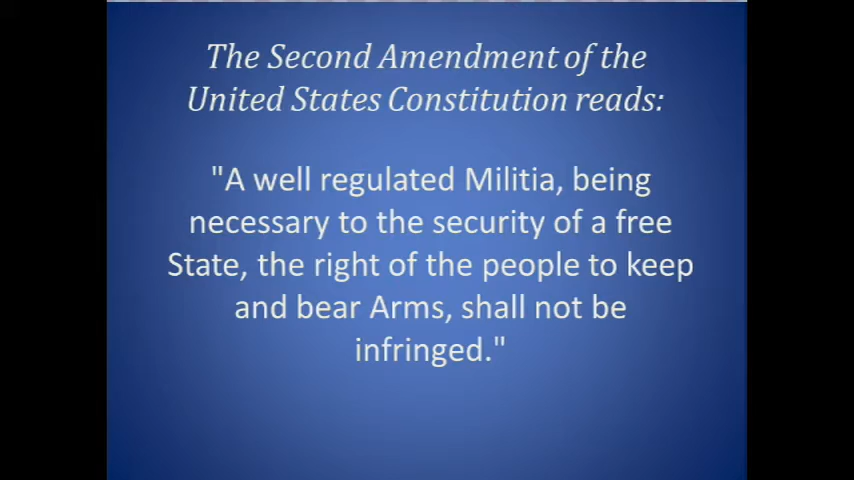 The Second Amendment of the
United States Constitution reads:
"A well regulated Militia, being
necessary to the security of a free
State, the right of the people to keep
and bear Arms, shall not be
infringed."